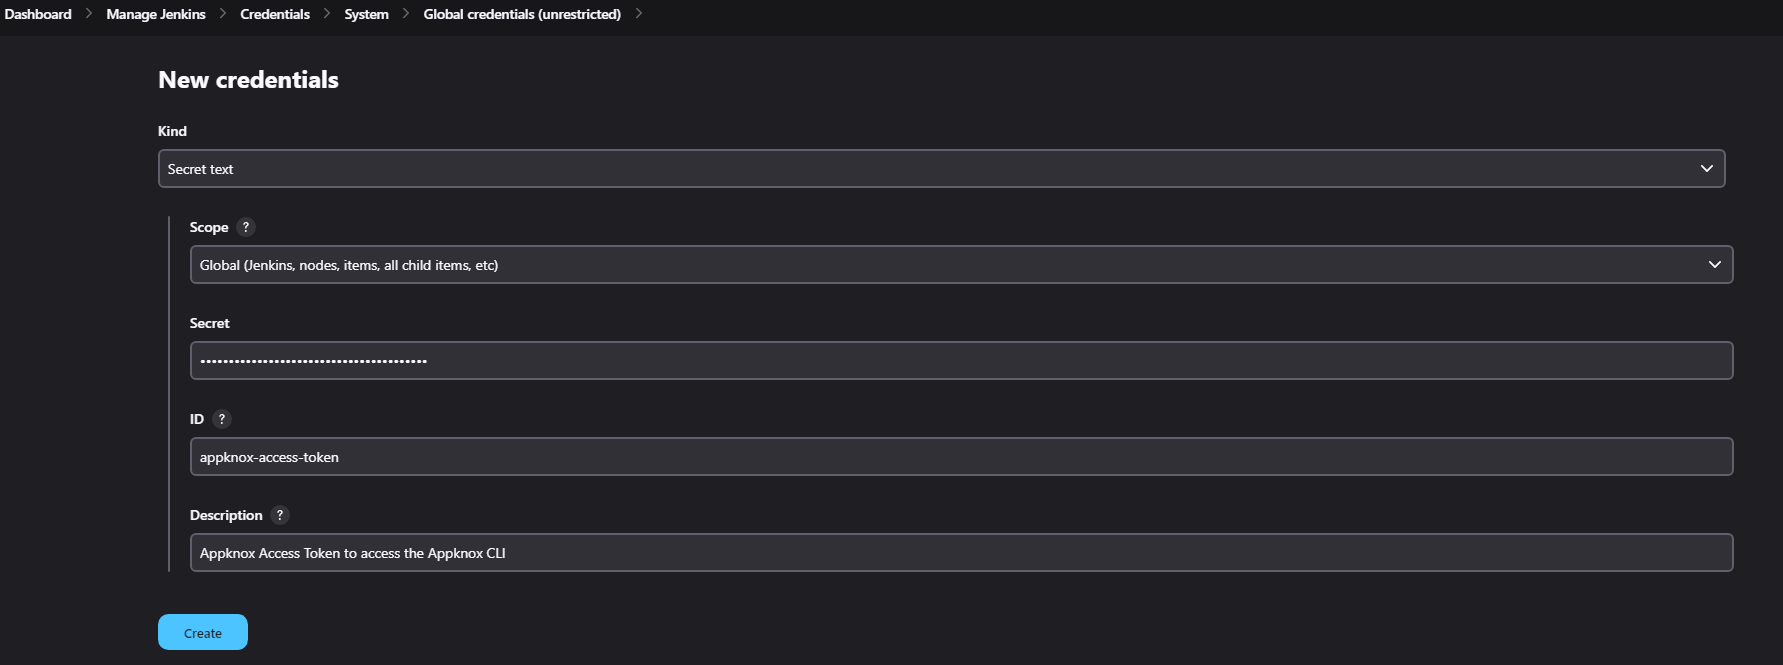 Dashboard > Manage Jenkins > Credentials > System > Global credentials (unrestricted) >
New credentials
Kind
Secret text
Scope ?
Global (Jenkins, nodes, items, all child items, etc)
Secret
••••••••••••••••••••••••••••••••••••••••
ID ?
appknox-access-token
Description ?
Appknox Access Token to access the Appknox CLI
Create